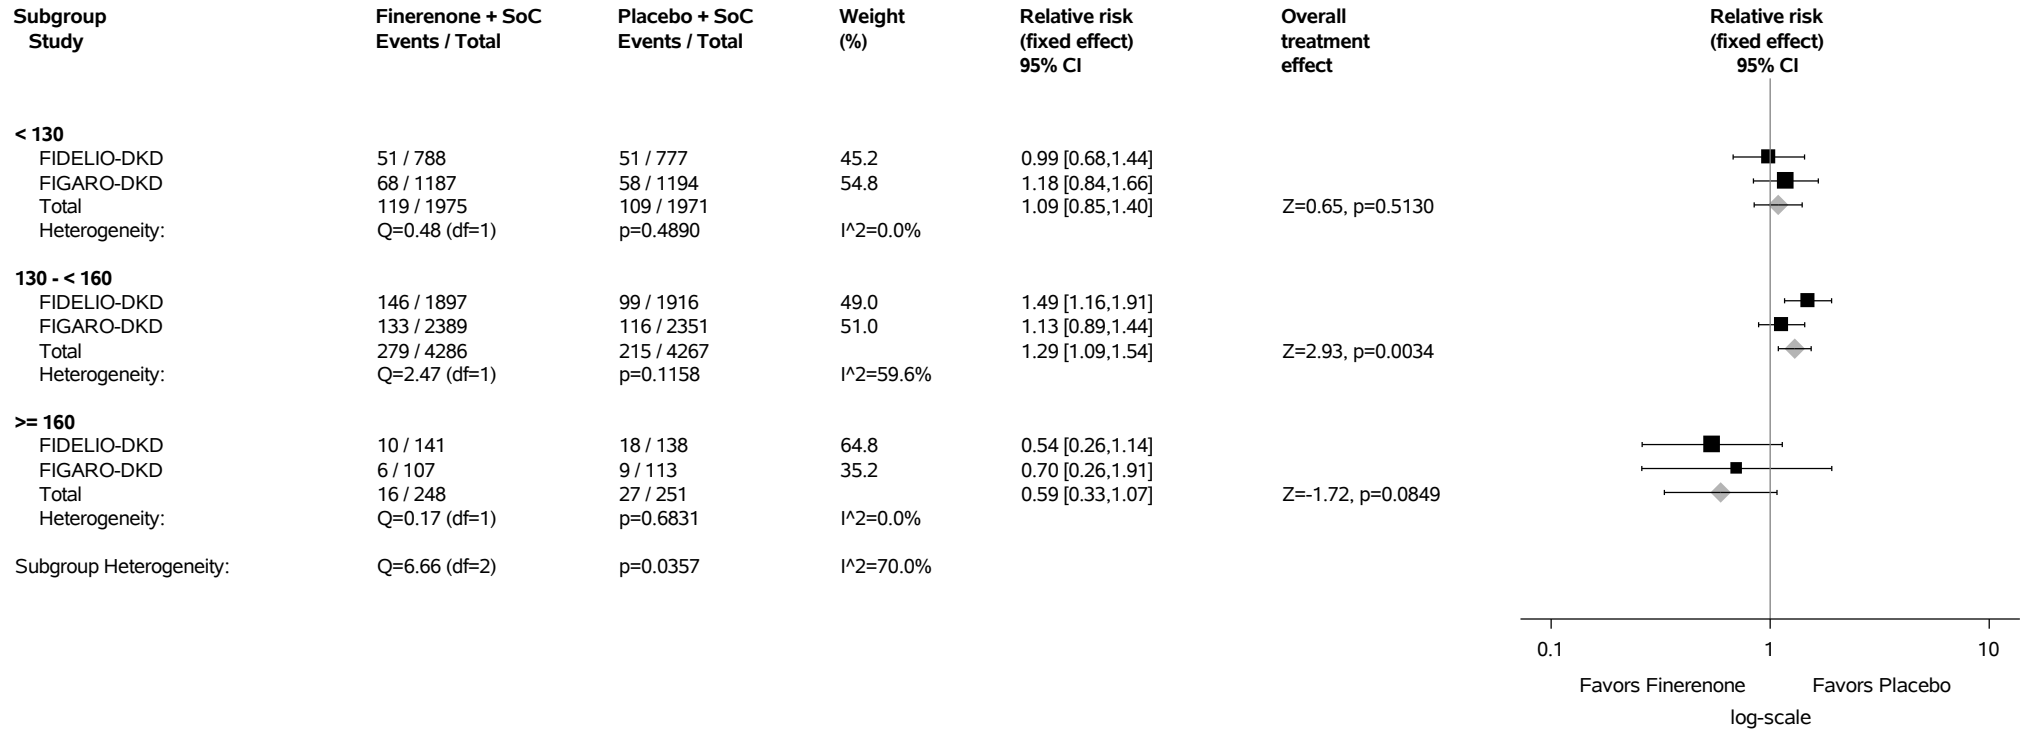 Subgroup Finerenone + SoC Placebo + SoC Weight Relative risk Overall Relative risk
Study Events / Total Events / Total (%) (fixed effect) treatment (fixed effect)
95% CI effect 95% CI
< 130
FIDELIO-DKD 51 / 788 51 / 777 45.2 0.99 [0.68,1.44]
FIGARO-DKD 68 / 1187 58 / 1194 54.8 1.18 [0.84,1.66]
Total 119 / 1975 109 / 1971 1.09 [0.85,1.40] Z=0.65, p=0.5130
Heterogeneity: Q=0.48 (df=1) p=0.4890 I^2=0.0%
130 - < 160
FIDELIO-DKD 146 / 1897 99 / 1916 49.0 1.49 [1.16,1.91]
FIGARO-DKD 133 / 2389 116 / 2351 51.0 1.13 [0.89,1.44]
Total 279 / 4286 215 / 4267 1.29 [1.09,1.54] Z=2.93, p=0.0034
Heterogeneity: Q=2.47 (df=1) p=0.1158 I^2=59.6%
>= 160
FIDELIO-DKD 10 / 141 18 / 138 64.8 0.54 [0.26,1.14]
FIGARO-DKD 6 / 107 9 / 113 35.2 0.70 [0.26,1.91]
Total 16 / 248 27 / 251 0.59 [0.33,1.07] Z=-1.72, p=0.0849
Heterogeneity: Q=0.17 (df=1) p=0.6831 I^2=0.0%
Subgroup Heterogeneity: Q=6.66 (df=2) p=0.0357 I^2=70.0%
0.1 1 10
Favors Finerenone Favors Placebo
log-scale